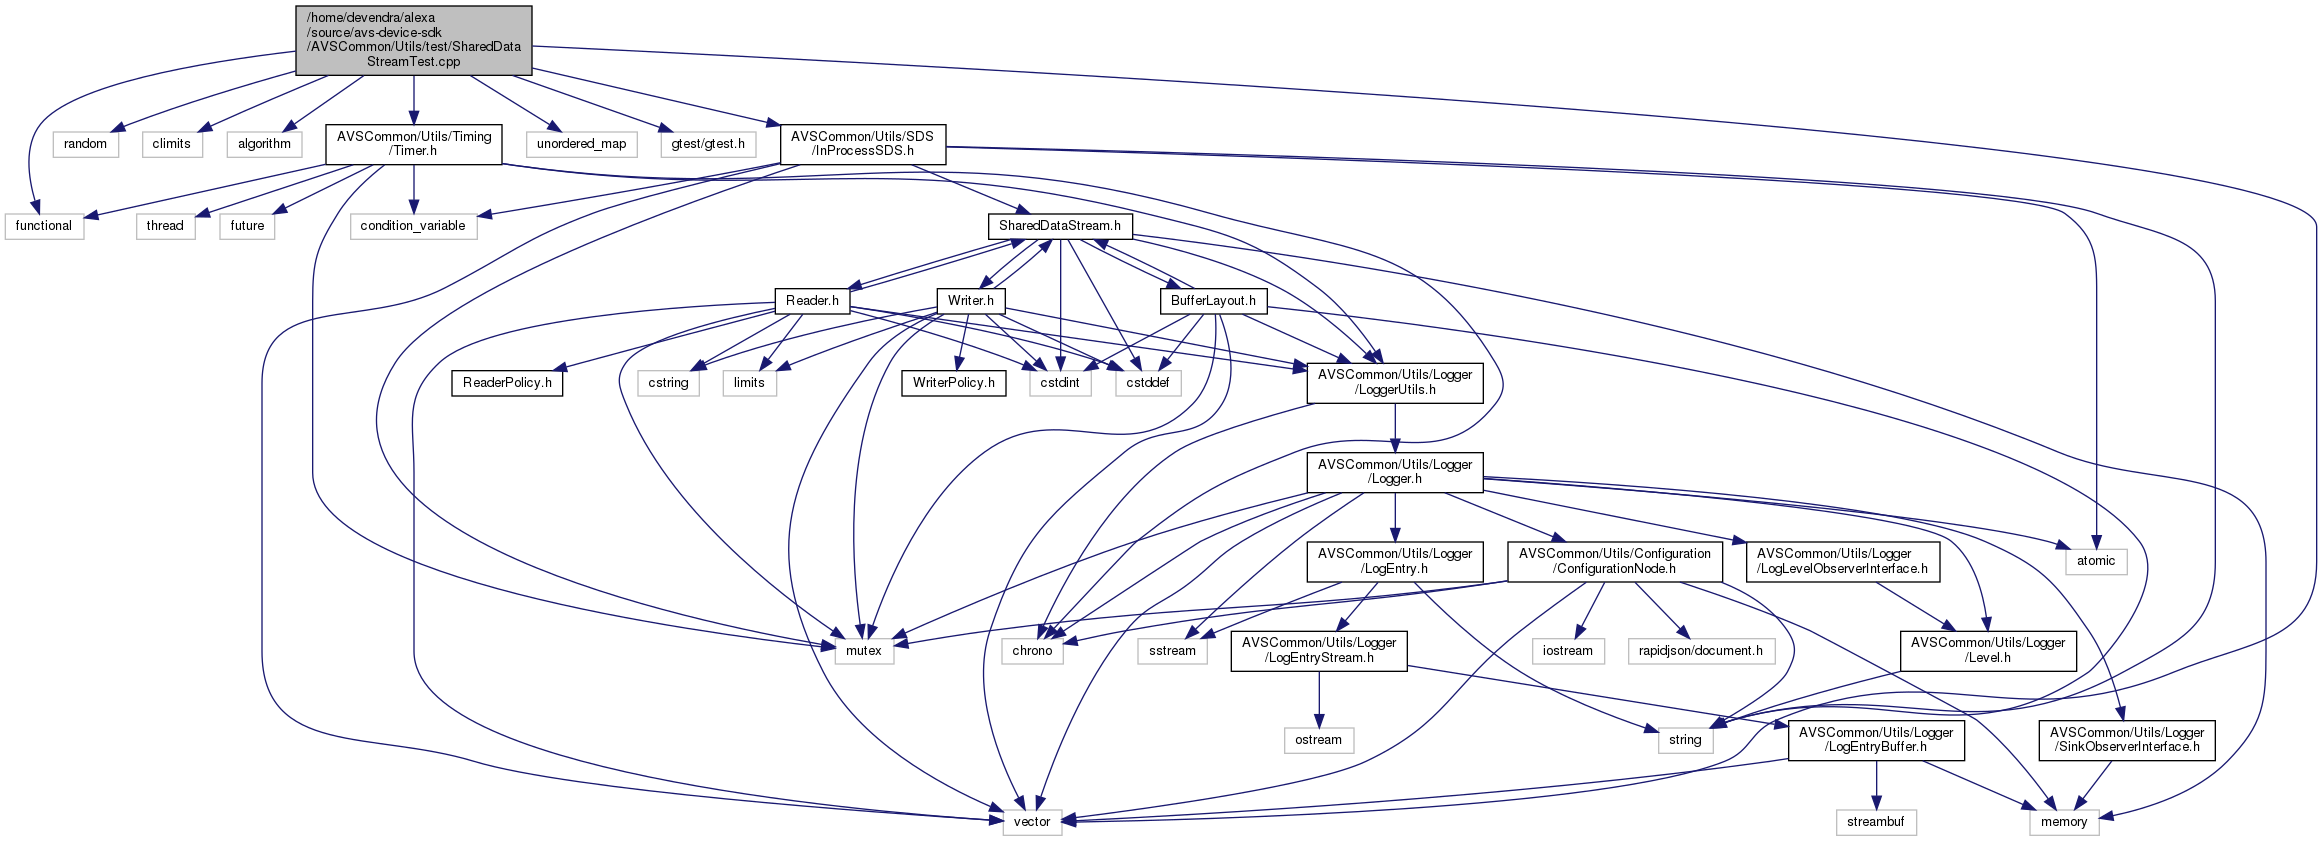 /home/devendra/alexa
/source/avs-device-sdk
/AVSCommon/Utils/test/SharedData
StreamTest.cpp
random
climits
algorithm
AVSCommon/Utils/Timing
/Timer.h
unordered_map
gtest/gtest.h
AVSCommon/Utils/SDS
/InProcessSDS.h
functional
thread
future
condition_variable
SharedDataStream.h
Reader.h
Writer.h
BufferLayout.h
ReaderPolicy.h
cstring
limits
WriterPolicy.h
cstdint
cstddef
AVSCommon/Utils/Logger
/LoggerUtils.h
AVSCommon/Utils/Logger
/Logger.h
AVSCommon/Utils/Logger
/LogEntry.h
AVSCommon/Utils/Configuration
/ConfigurationNode.h
AVSCommon/Utils/Logger
/LogLevelObserverInterface.h
atomic
mutex
chrono
sstream
AVSCommon/Utils/Logger
/LogEntryStream.h
iostream
rapidjson/document.h
AVSCommon/Utils/Logger
/Level.h
ostream
string
AVSCommon/Utils/Logger
/LogEntryBuffer.h
AVSCommon/Utils/Logger
/SinkObserverInterface.h
vector
streambuf
memory